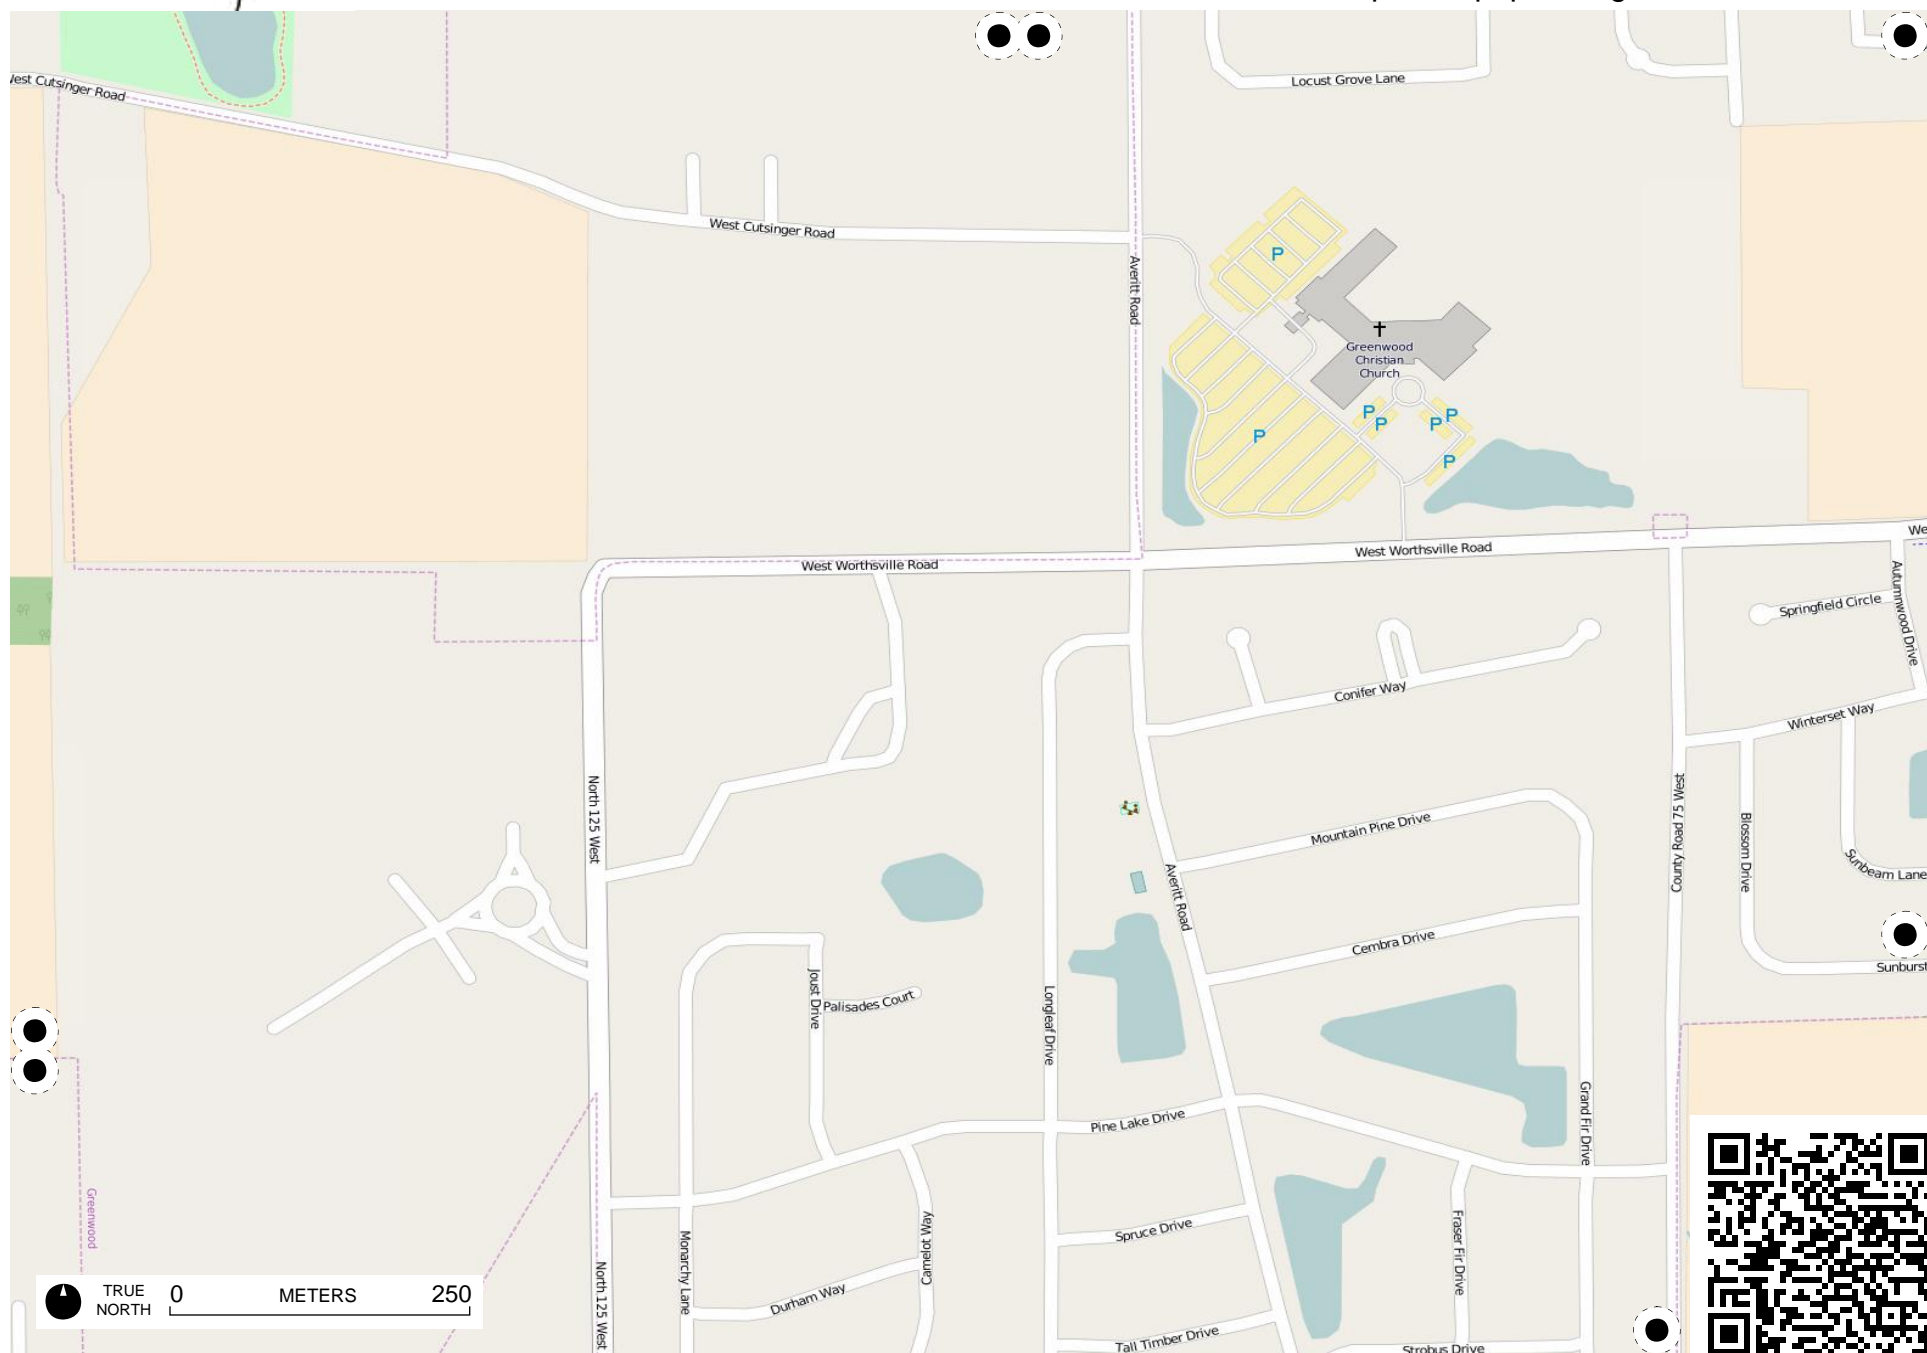 Locust Grove Lane
West Cutsinger Road
West Cutsinger Road
Averitt Road
P
Greenwood
Christian
Church
P
P
P
P
P
P
West Worthsville Road
West Worthsville Road
Springfield Circle
Autumnwood Drive
Conifer Way
Winterset Way
North 125 West
County Road 75 West
Mountain Pine Drive
Blossom Drive
Sunbeam Lane
Averitt Road
Cembra Drive
Sunburst
Joust Drive
Palisades Court
Longleaf Drive
Pine Lake Drive
Grand Fir Drive
Greenwood
Monarchy Lane
Camelot Way
Spruce Drive
Fraser Fir Drive
North 125 West
Durham Way
Tall Timber Drive
Strobus Drive
TRUE
NORTH
0 METERS 250